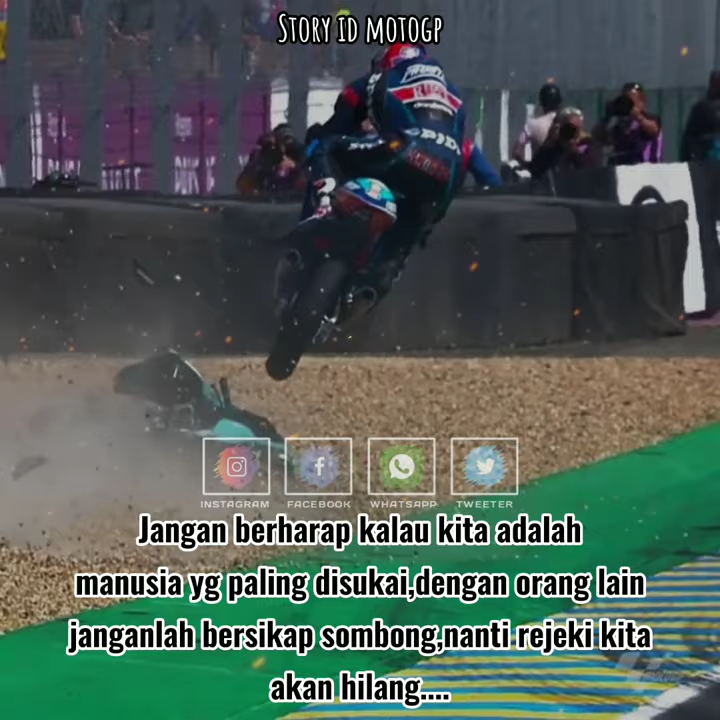 STORY ID MOTOGP
INSTAGRAM FACEBOOK WHATSAPP TWEETER
Jangan berharap kalau kita adalah
manusia yg paling disukai,dengan orang lain
janganlah bersikap sombong,nanti rejeki kita
akan hilang....